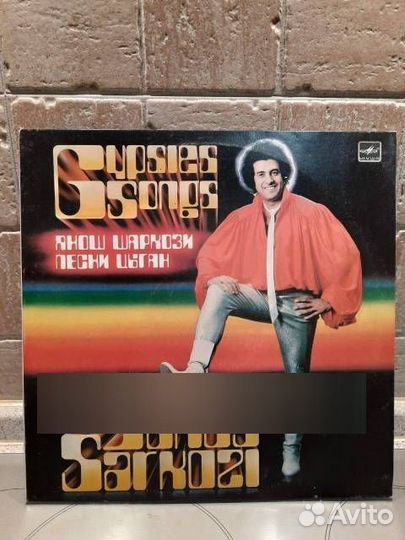 Gypsies
songs
ЯНОШ ШАРКОЗИ
ПЕСНИ ЦЫГАН
Sarkozi
Avito